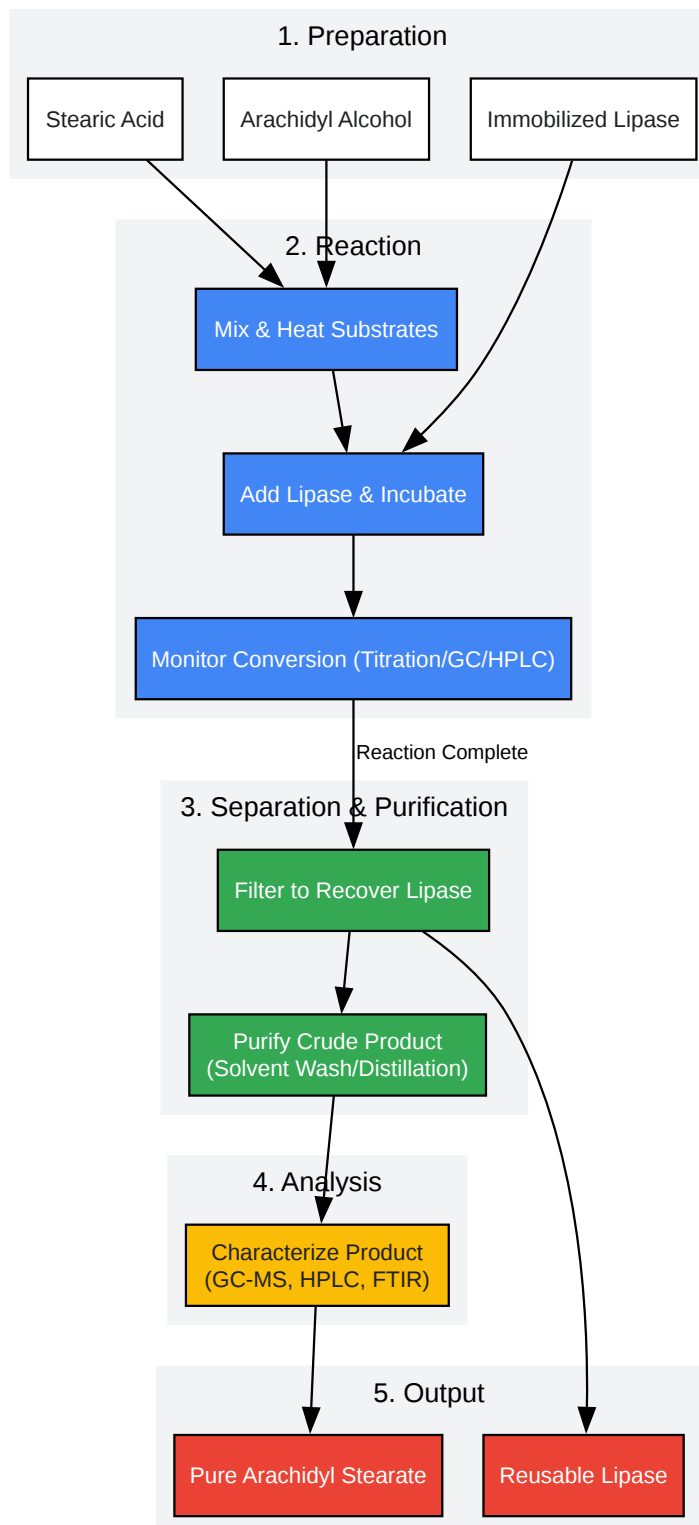 1. Preparation
Stearic Acid
Arachidyl Alcohol
Immobilized Lipase
2. Reaction
Mix & Heat Substrates
Add Lipase & Incubate
Monitor Conversion (Titration/GC/HPLC)
Reaction Complete
3. Separation & Purification
Filter to Recover Lipase
Purify Crude Product
(Solvent Wash/Distillation)
4. Analysis
Characterize Product
(GC-MS, HPLC, FTIR)
5. Output
Pure Arachidyl Stearate
Reusable Lipase